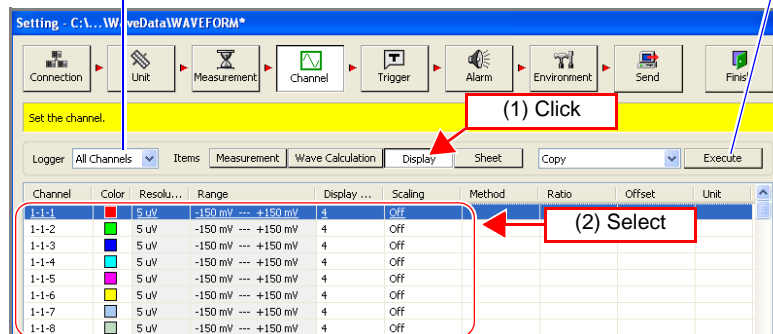 Setting - C:\...\WaveData\WAVEFORM*
Connection Unit Measurement Channel Trigger Alarm Environment Send Finis
Set the channel.
(1) Click
Logger All Channels Items Measurement Wave Calculation Display Sheet Copy Execute
Channel Color Resolu... Range Display ... Scaling Method Ratio Offset Unit
1-1-1 5 uV -150 mV --- +150 mV 4 Off
(2) Select
1-1-2 5 uV -150 mV --- +150 mV 4 Off
1-1-3 5 uV -150 mV --- +150 mV 4 Off
1-1-4 5 uV -150 mV --- +150 mV 4 Off
1-1-5 5 uV -150 mV --- +150 mV 4 Off
1-1-6 5 uV -150 mV --- +150 mV 4 Off
1-1-7 5 uV -150 mV --- +150 mV 4 Off
1-1-8 5 uV -150 mV --- +150 mV 4 Off